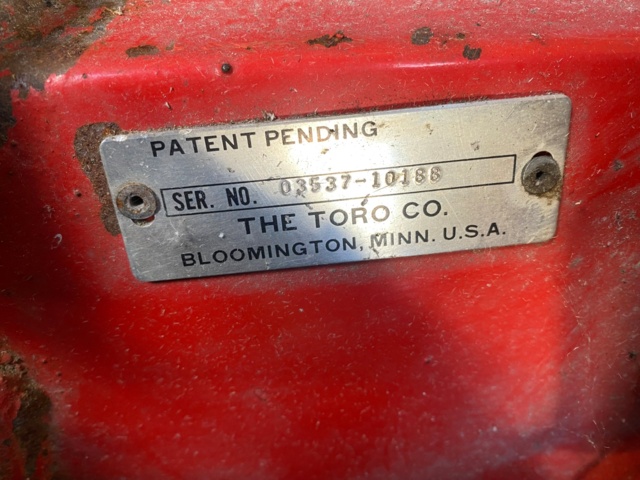 PATENT PENDING
SER. NO. 03537-10188
THE TORO CO.
BLOOMINGTON, MINN. U.S.A.